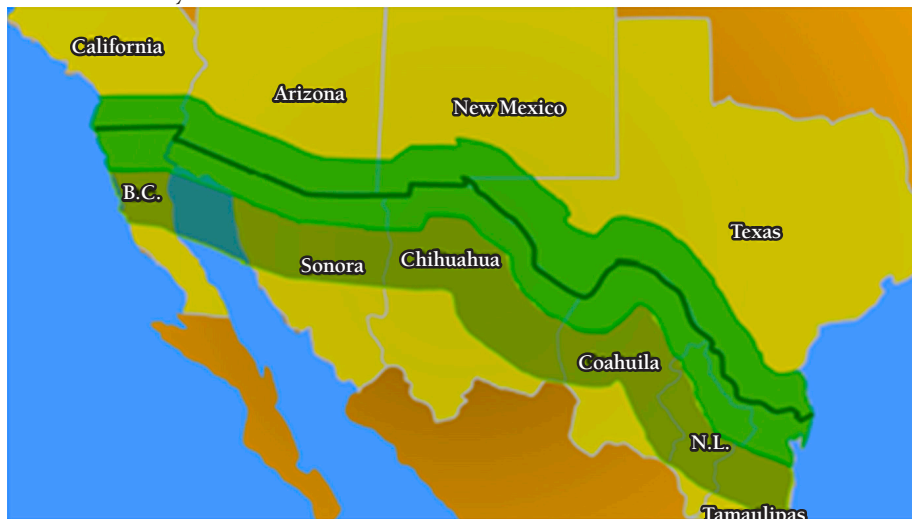 California
Arizona
New Mexico
Texas
B.C.
Sonora
Chihuahua
Coahuila
N.L.
Tamaulipas